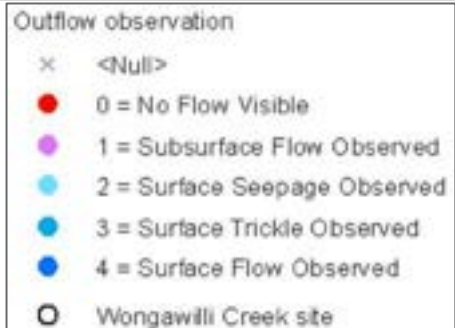 Outflow observation
<Null>
0 = No Flow Visible
1 = Subsurface Flow Observed
2 = Surface Seepage Observed
3 = Surface Trickle Observed
4 = Surface Flow Observed
Wongawilli Creek site